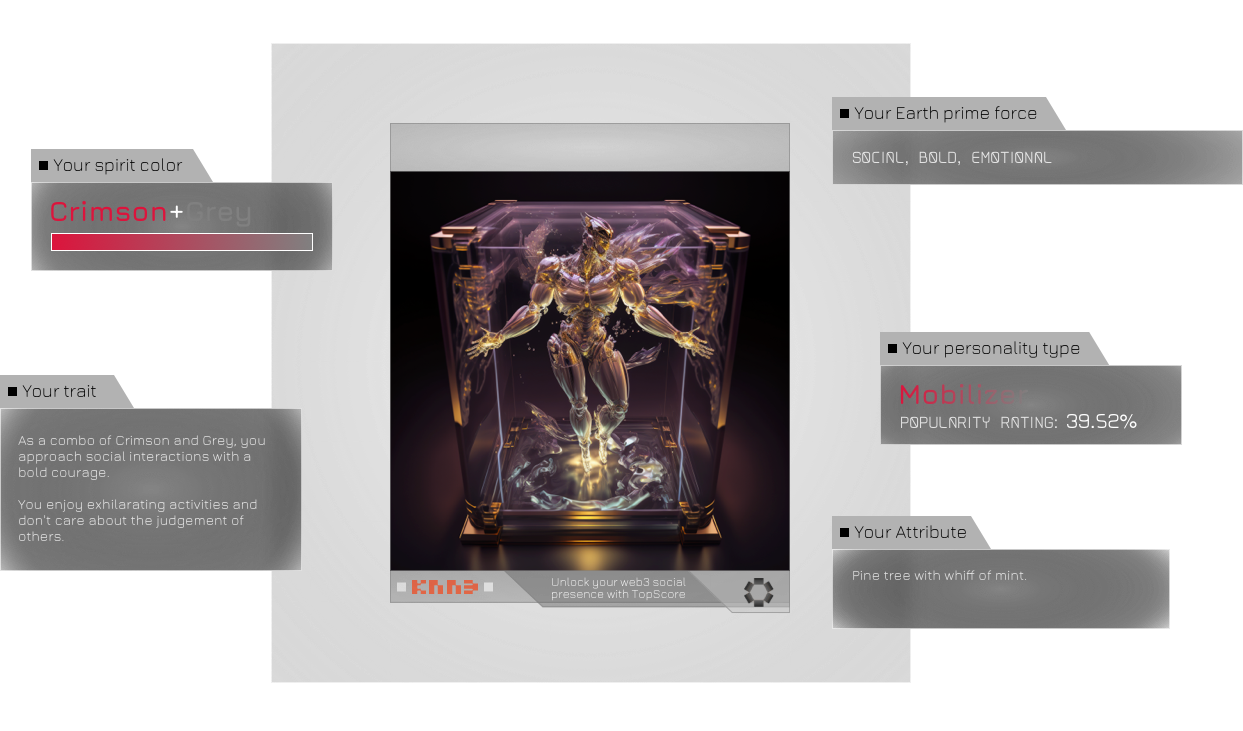 Your spirit color
Crimson+Grey
Your trait
As a combo of Crimson and Grey, you
approach social interactions with a
bold courage.
You enjoy exhilarating activities and
don't care about the judgement of
others.
KNN3
Unlock your web3 social
presence with TopScore
Your Earth prime force
SOCIAL, BOLD, EMOTIONAL
Your personality type
Mobilizer
POPULARITY RATING: 39.52%
Your Attribute
Pine tree with whiff of mint.